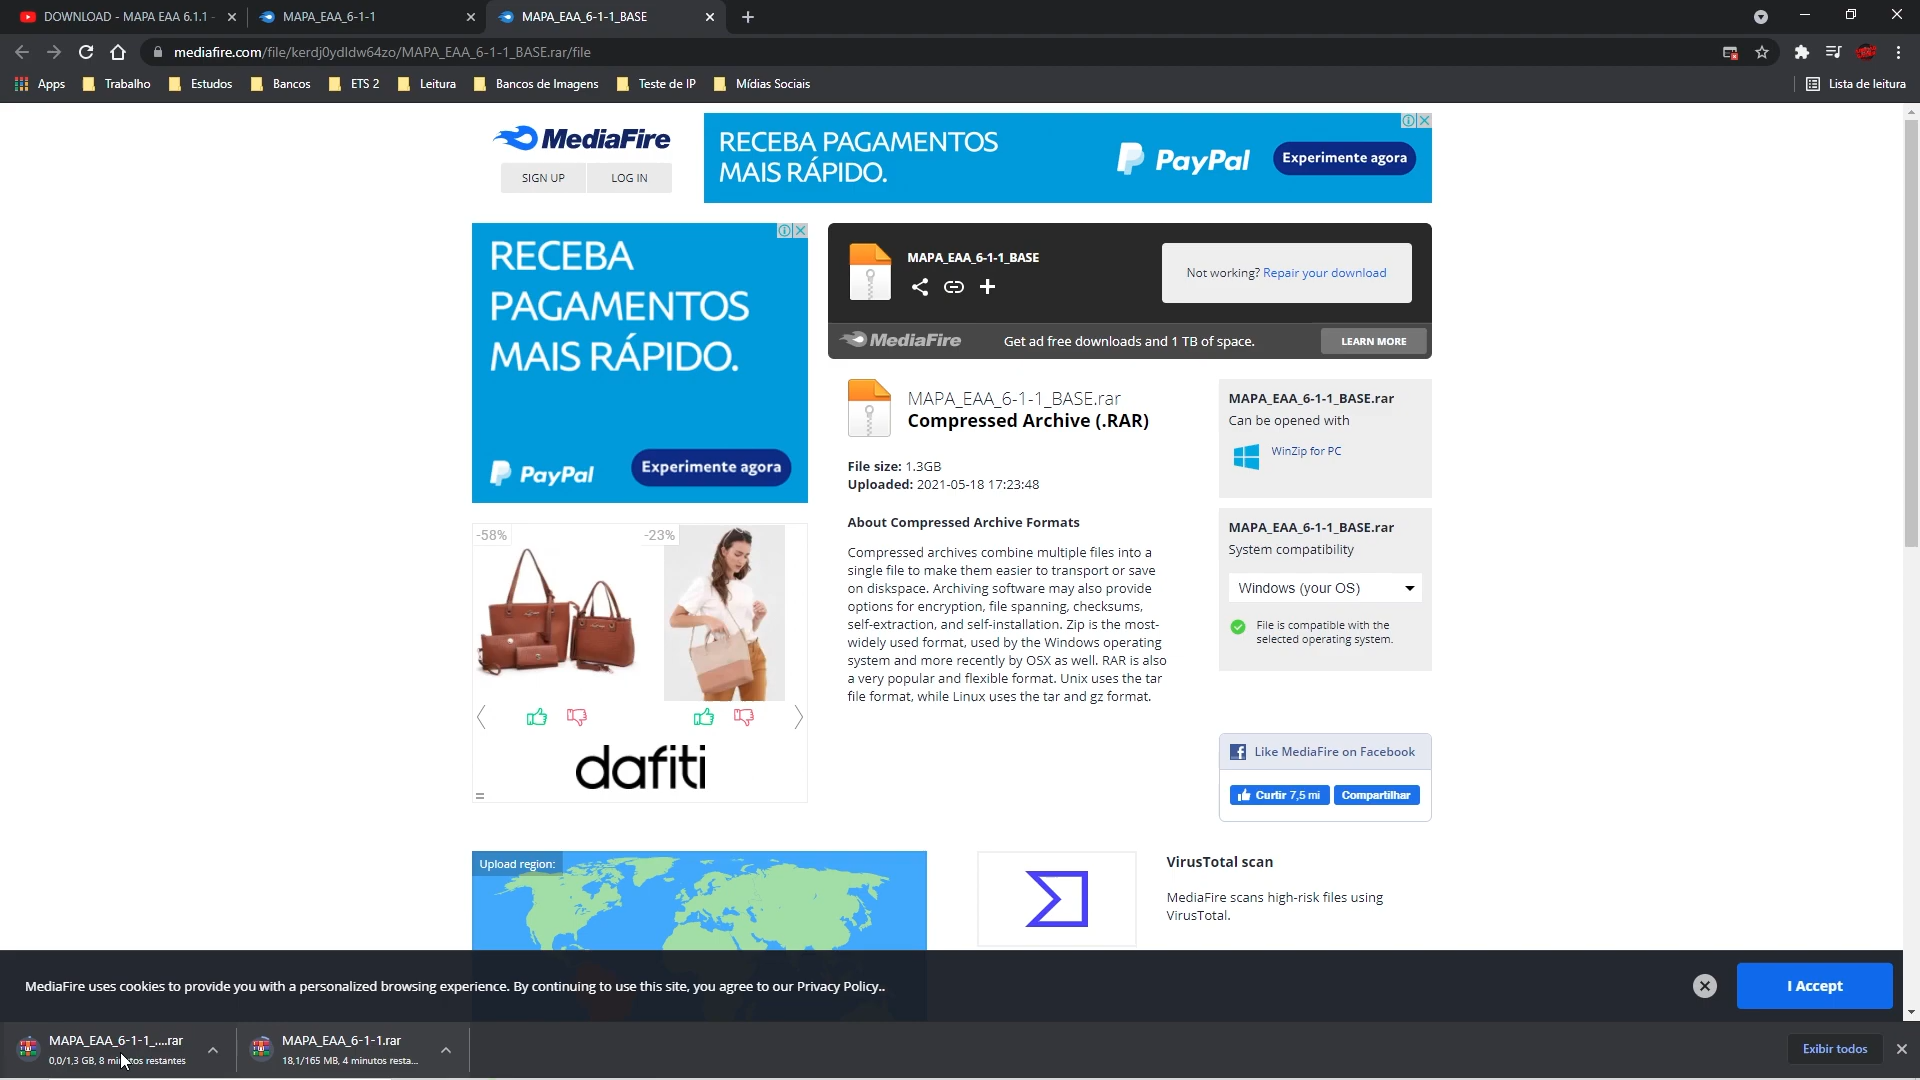 DOWNLOAD - MAPA EAA 6.1.1 -
MAPA_EAA_6-1-1
MAPA_EAA_6-1-1_BASE
mediafire.com/file/kerdj0ydldw64zo/MAPA_EAA_6-1-1_BASE.rar/file
Apps
Trabalho
Estudos
Bancos
ETS 2
Leitura
Bancos de Imagens
Teste de IP
Mídias Sociais
Lista de leitura
MediaFire
SIGN UP
LOG IN
RECEBA PAGAMENTOS
MAIS RÁPIDO.
PayPal
Experimente agora
RECEBA
PAGAMENTOS
MAIS RÁPIDO.
PayPal
Experimente agora
MAPA_EAA_6-1-1_BASE
Not working? Repair your download
MediaFire
Get ad free downloads and 1 TB of space.
LEARN MORE
MAPA_EAA_6-1-1_BASE.rar
Compressed Archive (.RAR)
File size: 1.3GB
Uploaded: 2021-05-18 17:23:48
About Compressed Archive Formats
Compressed archives combine multiple files into a
single file to make them easier to transport or save
on diskspace. Archiving software may also provide
options for encryption, file spanning, checksums,
self-extraction, and self-installation. Zip is the most-
widely used format, used by the Windows operating
system and more recently by OSX as well. RAR is also
a very popular and flexible format. Unix uses the tar
file format, while Linux uses the tar and gz format.
MAPA_EAA_6-1-1_BASE.rar
Can be opened with
WinZip for PC
MAPA_EAA_6-1-1_BASE.rar
System compatibility
Windows (your OS)
File is compatible with the
selected operating system.
-58%
-23%
dafiti
Like MediaFire on Facebook
Curtir 7,5 mi
Compartilhar
Upload region:
VirusTotal scan
MediaFire scans high-risk files using
VirusTotal.
MediaFire uses cookies to provide you with a personalized browsing experience. By continuing to use this site, you agree to our Privacy Policy..
I Accept
MAPA_EAA_6-1-1_....rar
0,0/1,3 GB, 8 minutos restantes
MAPA_EAA_6-1-1.rar
18,1/165 MB, 4 minutos resta...
Exibir todos